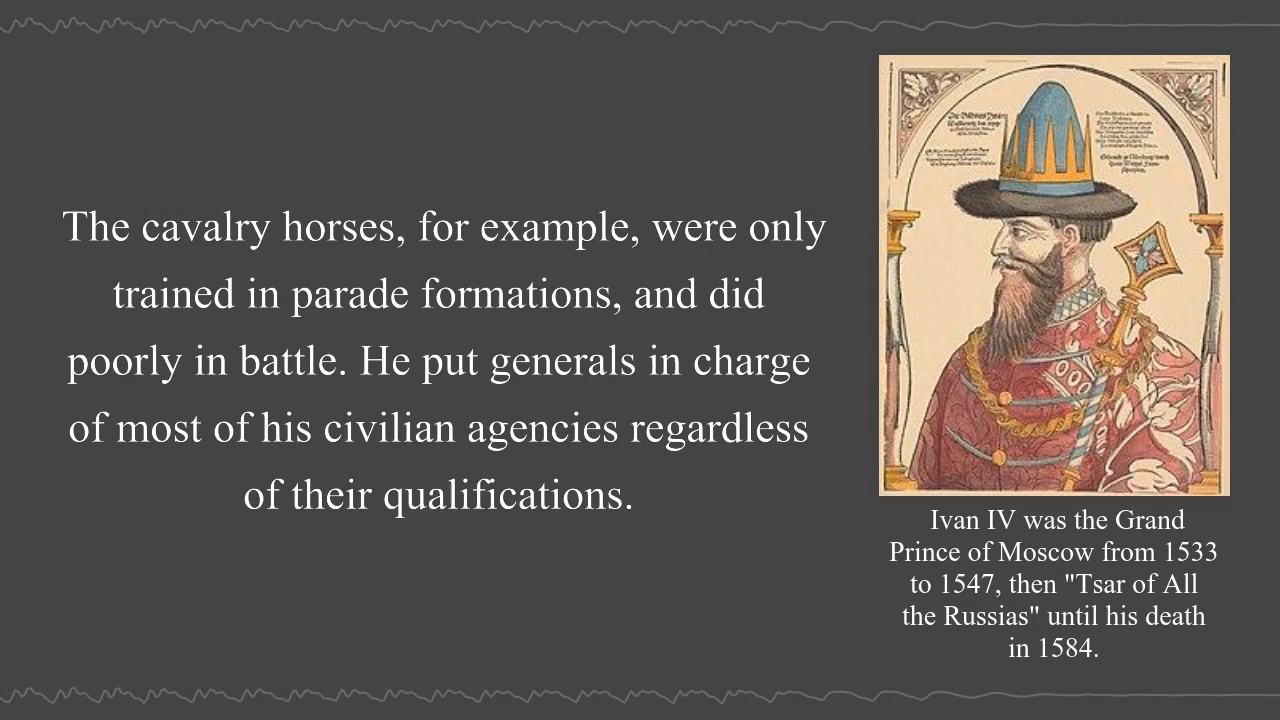 The cavalry horses, for example, were only
trained in parade formations, and did
poorly in battle. He put generals in charge
of most of his civilian agencies regardless
of their qualifications.
Ivan IV was the Grand
Prince of Moscow from 1533
to 1547, then "Tsar of All
the Russias" until his death
in 1584.